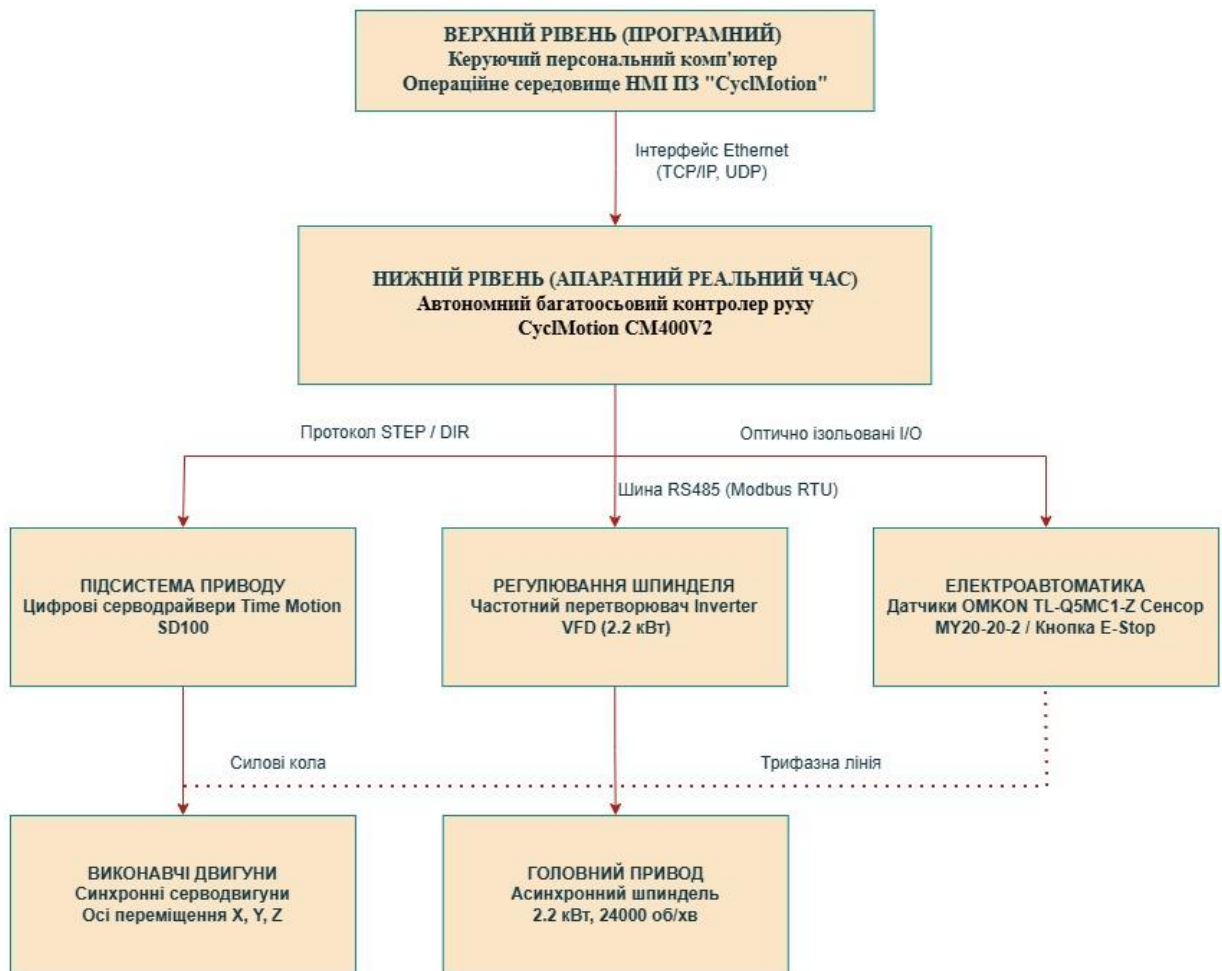 ВЕРХНІЙ РІВЕНЬ (ПРОГРАМНИЙ)
Керуючий персональний комп'ютер
Операційне середовище HMI ПЗ "CyclMotion"
Інтерфейс Ethernet
(TCP/IP, UDP)
НИЖНІЙ РІВЕНЬ (АПАРАТНИЙ РЕАЛЬНИЙ ЧАС)
Автономний багатоосьовий контролер руху
CyclMotion CM400V2
Протокол STEP / DIR
Оптично ізольовані I/O
Шина RS485 (Modbus RTU)
ПІДСИСТЕМА ПРИВОДУ
Цифрові серводрайвери Time Motion
SD100
РЕГУЛЮВАННЯ ШПИНДЕЛЯ
Частотний перетворювач Inverter
VFD (2.2 кВт)
ЕЛЕКТРОАВТОМАТИКА
Датчики OMKON TL-Q5MC1-Z Сенсор
MY20-20-2 / Кнопка E-Stop
Силові кола
Трифазна лінія
ВИКОНАВЧІ ДВИГУНИ
Синхронні серводвигуни
Осі переміщення X, Y, Z
ГОЛОВНИЙ ПРИВОД
Асинхронний шпиндель
2.2 кВт, 24000 об/хв